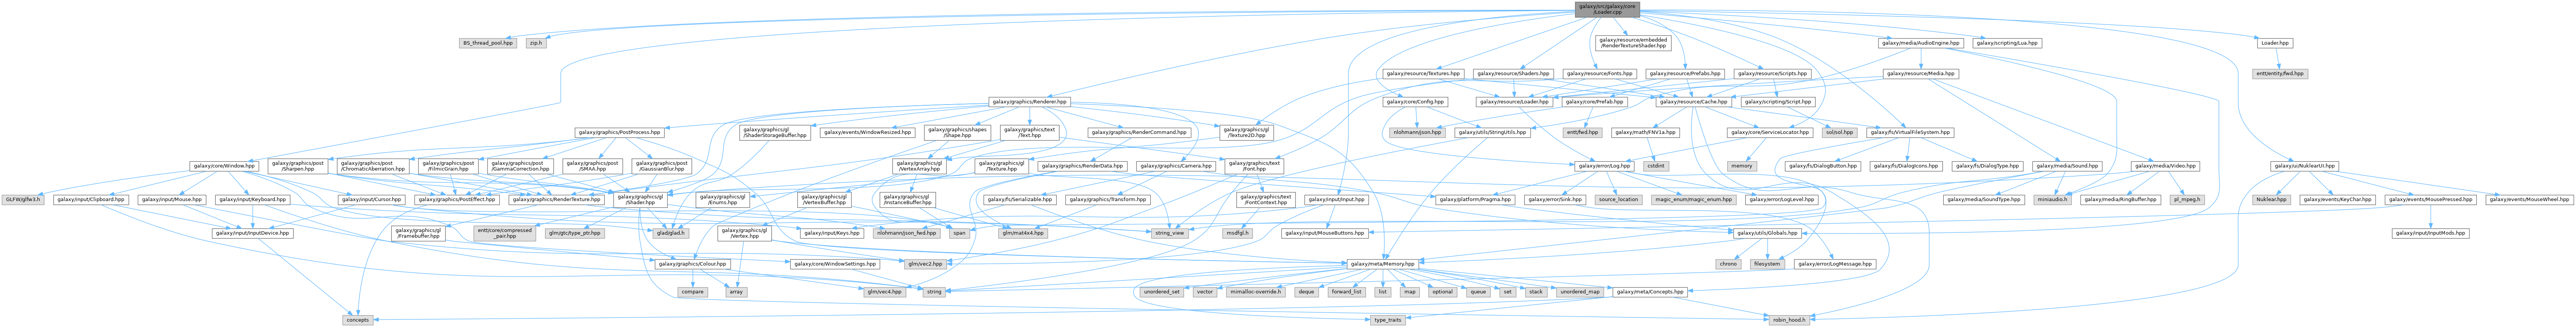 galaxy/src/galaxy/core
/Loader.cpp
BS_thread_pool.hpp
zip.h
galaxy/resource/embedded
/RenderTextureShader.hpp
galaxy/media/AudioEngine.hpp
galaxy/scripting/Lua.hpp
Loader.hpp
galaxy/resource/Textures.hpp
galaxy/resource/Shaders.hpp
galaxy/resource/Fonts.hpp
galaxy/resource/Prefabs.hpp
galaxy/resource/Scripts.hpp
galaxy/resource/Media.hpp
entt/entity/fwd.hpp
galaxy/graphics/Renderer.hpp
galaxy/core/Config.hpp
galaxy/resource/Loader.hpp
galaxy/core/Prefab.hpp
galaxy/resource/Cache.hpp
galaxy/scripting/Script.hpp
galaxy/graphics/PostProcess.hpp
galaxy/graphics/gl
/ShaderStorageBuffer.hpp
galaxy/events/WindowResized.hpp
galaxy/graphics/shapes
/Shape.hpp
galaxy/graphics/text
/Text.hpp
galaxy/graphics/RenderCommand.hpp
galaxy/graphics/gl
/Texture2D.hpp
nlohmann/json.hpp
galaxy/utils/StringUtils.hpp
entt/fwd.hpp
galaxy/math/FNV1a.hpp
galaxy/core/ServiceLocator.hpp
sol/sol.hpp
galaxy/fs/VirtualFileSystem.hpp
galaxy/core/Window.hpp
galaxy/graphics/post
/Sharpen.hpp
galaxy/graphics/post
/ChromaticAberration.hpp
galaxy/graphics/post
/FilmicGrain.hpp
galaxy/graphics/post
/GammaCorrection.hpp
galaxy/graphics/post
/SMAA.hpp
galaxy/graphics/post
/GaussianBlur.hpp
galaxy/graphics/gl
/VertexArray.hpp
galaxy/graphics/gl
/Texture.hpp
galaxy/graphics/RenderData.hpp
galaxy/graphics/Camera.hpp
galaxy/graphics/text
/Font.hpp
galaxy/error/Log.hpp
cstdint
memory
galaxy/fs/DialogButton.hpp
galaxy/fs/DialogIcons.hpp
galaxy/fs/DialogType.hpp
galaxy/media/Sound.hpp
galaxy/media/Video.hpp
galaxy/ui/NuklearUI.hpp
GLFW/glfw3.h
galaxy/input/Clipboard.hpp
galaxy/input/Mouse.hpp
galaxy/input/Keyboard.hpp
galaxy/input/Cursor.hpp
galaxy/graphics/PostEffect.hpp
galaxy/graphics/RenderTexture.hpp
galaxy/graphics/gl
/Shader.hpp
galaxy/graphics/gl
/Enums.hpp
galaxy/graphics/gl
/VertexBuffer.hpp
galaxy/graphics/gl
/InstanceBuffer.hpp
galaxy/fs/Serializable.hpp
galaxy/graphics/Transform.hpp
galaxy/graphics/text
/FontContext.hpp
galaxy/input/Input.hpp
galaxy/platform/Pragma.hpp
galaxy/error/Sink.hpp
source_location
magic_enum/magic_enum.hpp
galaxy/error/LogLevel.hpp
galaxy/media/SoundType.hpp
miniaudio.h
galaxy/media/RingBuffer.hpp
pl_mpeg.h
Nuklear.hpp
galaxy/events/KeyChar.hpp
galaxy/events/MousePressed.hpp
galaxy/events/MouseWheel.hpp
galaxy/input/InputDevice.hpp
galaxy/graphics/gl
/Framebuffer.hpp
entt/core/compressed
_pair.hpp
glm/gtc/type_ptr.hpp
glad/glad.h
galaxy/graphics/gl
/Vertex.hpp
galaxy/input/Keys.hpp
nlohmann/json_fwd.hpp
span
glm/mat4x4.hpp
string_view
msdfgl.h
galaxy/input/MouseButtons.hpp
galaxy/utils/Globals.hpp
galaxy/input/InputMods.hpp
galaxy/graphics/Colour.hpp
galaxy/core/WindowSettings.hpp
glm/vec2.hpp
galaxy/meta/Memory.hpp
chrono
filesystem
galaxy/error/LogMessage.hpp
compare
array
glm/vec4.hpp
string
unordered_set
vector
mimalloc-override.h
deque
forward_list
list
map
optional
queue
set
stack
unordered_map
galaxy/meta/Concepts.hpp
concepts
type_traits
robin_hood.h